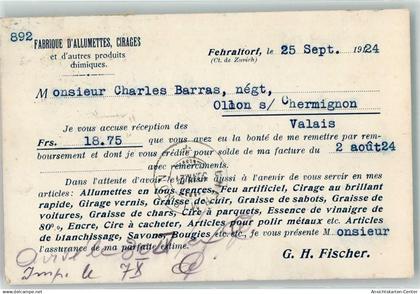 892
FABRIQUE D'ALLUMETTES, CIRAGES
et d'autres produits
chimiques.
Fehraltorf, le 25 Sept. 1924
(Ct. de Zurich)
Monsieur Charles Barras, négt,
Ollon s/ Chermignon
Valais
Je vous accuse réception des
Frs. 18.75 que vous avez eu la bonté de me remettre par rem-
boursement et dont je vous crédite pour solde de ma facture du 2 août 24
avec remerciements.
Dans l'attente d'avoir le plaisir aussi à l'avenir de vous servir en mes
articles: Allumettes en tous genres, Feu artificiel, Cirage au brillant
rapide, Girage vernis, Graisse de cuir, Graisse de sabots, Graisse de
voitures, Graisse de chars, Cire à parquets, Essence de vinaigre de
80%, Encre, Cire à cacheter, Articles pour polir métaux etc. Articles
de blanchissage, Savons, Bougies etc. etc., je vous présente Monsieur
l'assurance de ma parfaite estime.
G. H. Fischer.